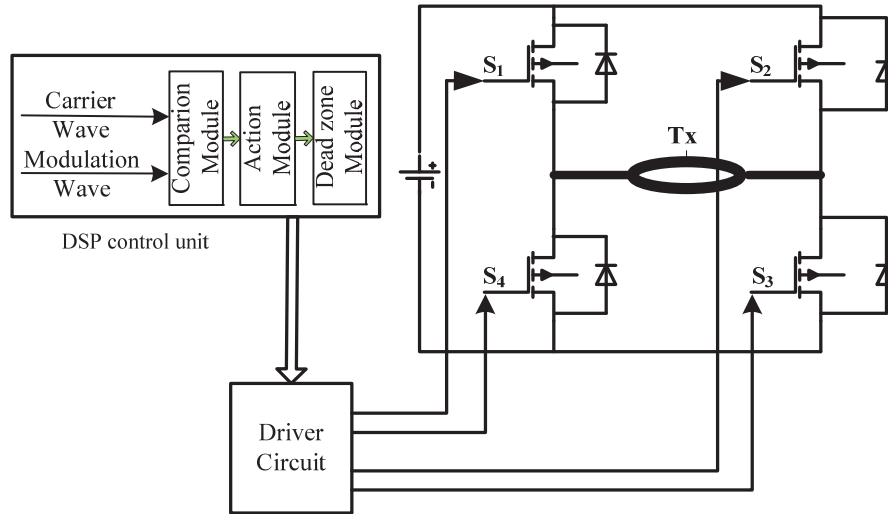 Carrier
Wave
Modulation
Wave
Comparion
Module
Action
Module
Dead zone
Module
DSP control unit
Driver
Circuit
S1
S2
Tx
+
S4
S3